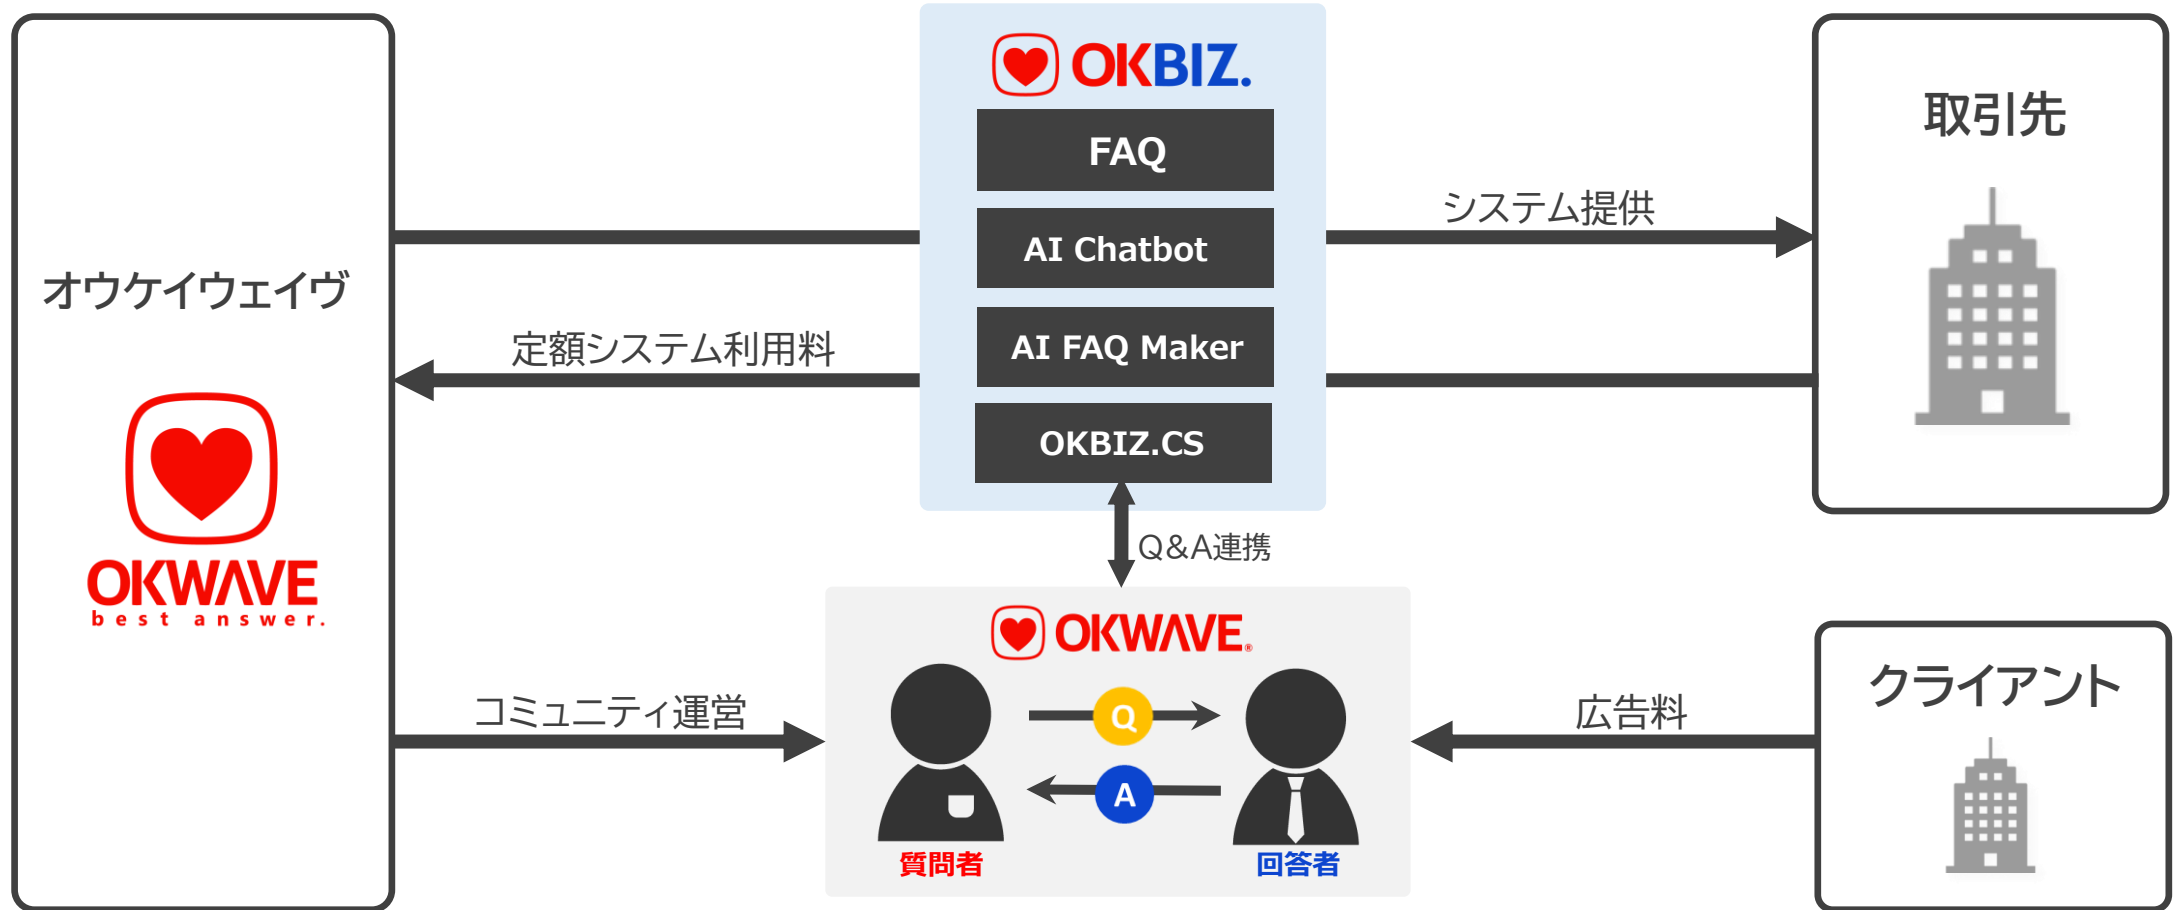 オウケイウェイヴ
OKWAVE
best answer.
OKBIZ.
FAQ
AI Chatbot
AI FAQ Maker
OKBIZ.CS
システム提供
定額システム利用料
取引先
Q&A連携
コミュニティ運営
OKWAVE®
Q
A
質問者
回答者
広告料
クライアント